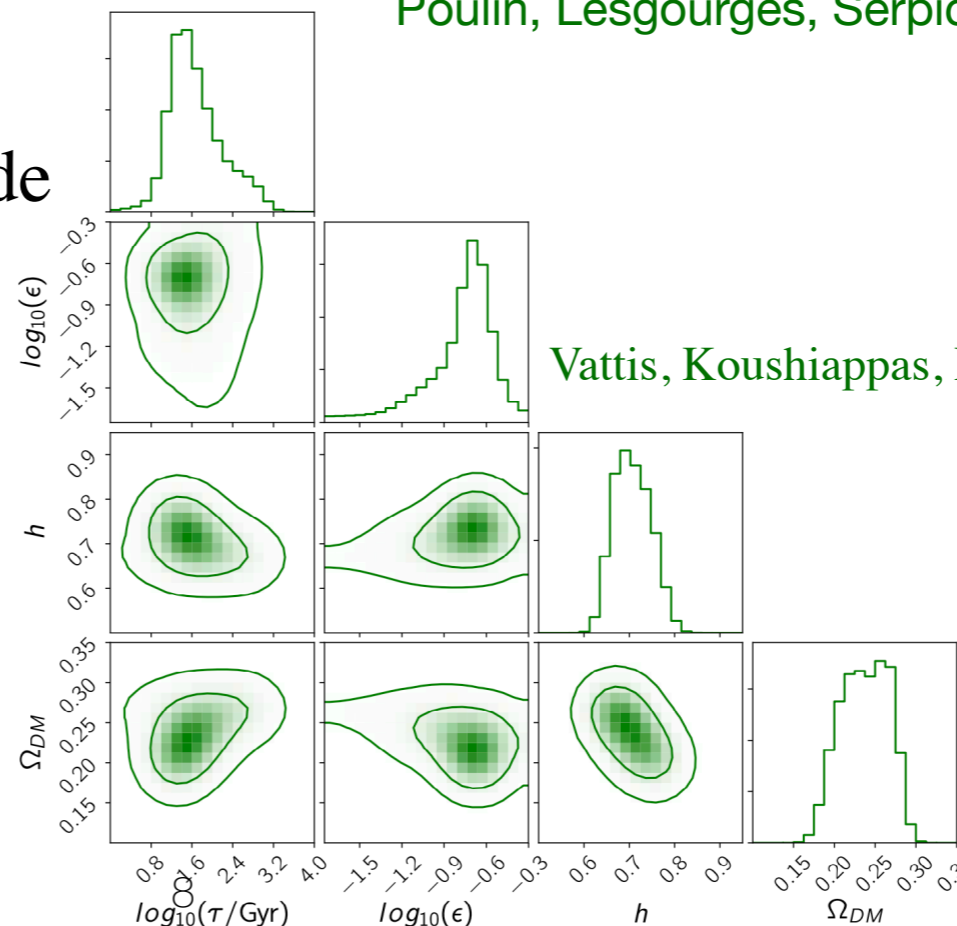 Poulin, Lesgourges, Serpic
de
Vattis, Koushiappas,
log10(ϵ)
−0.3
−0.6
−0.9
−1.2
−1.5
h
0.9
0.8
0.7
0.6
Ω_DM
0.35
0.30
0.25
0.20
0.15
0.8 1.6 2.4 3.2 4.0 −1.5 −1.2 −0.9 −0.6 −0.3 0.6 0.7 0.8 0.9 0.15 0.20 0.25 0.30
8
log10(τ/Gyr) log10(ϵ) h Ω_DM